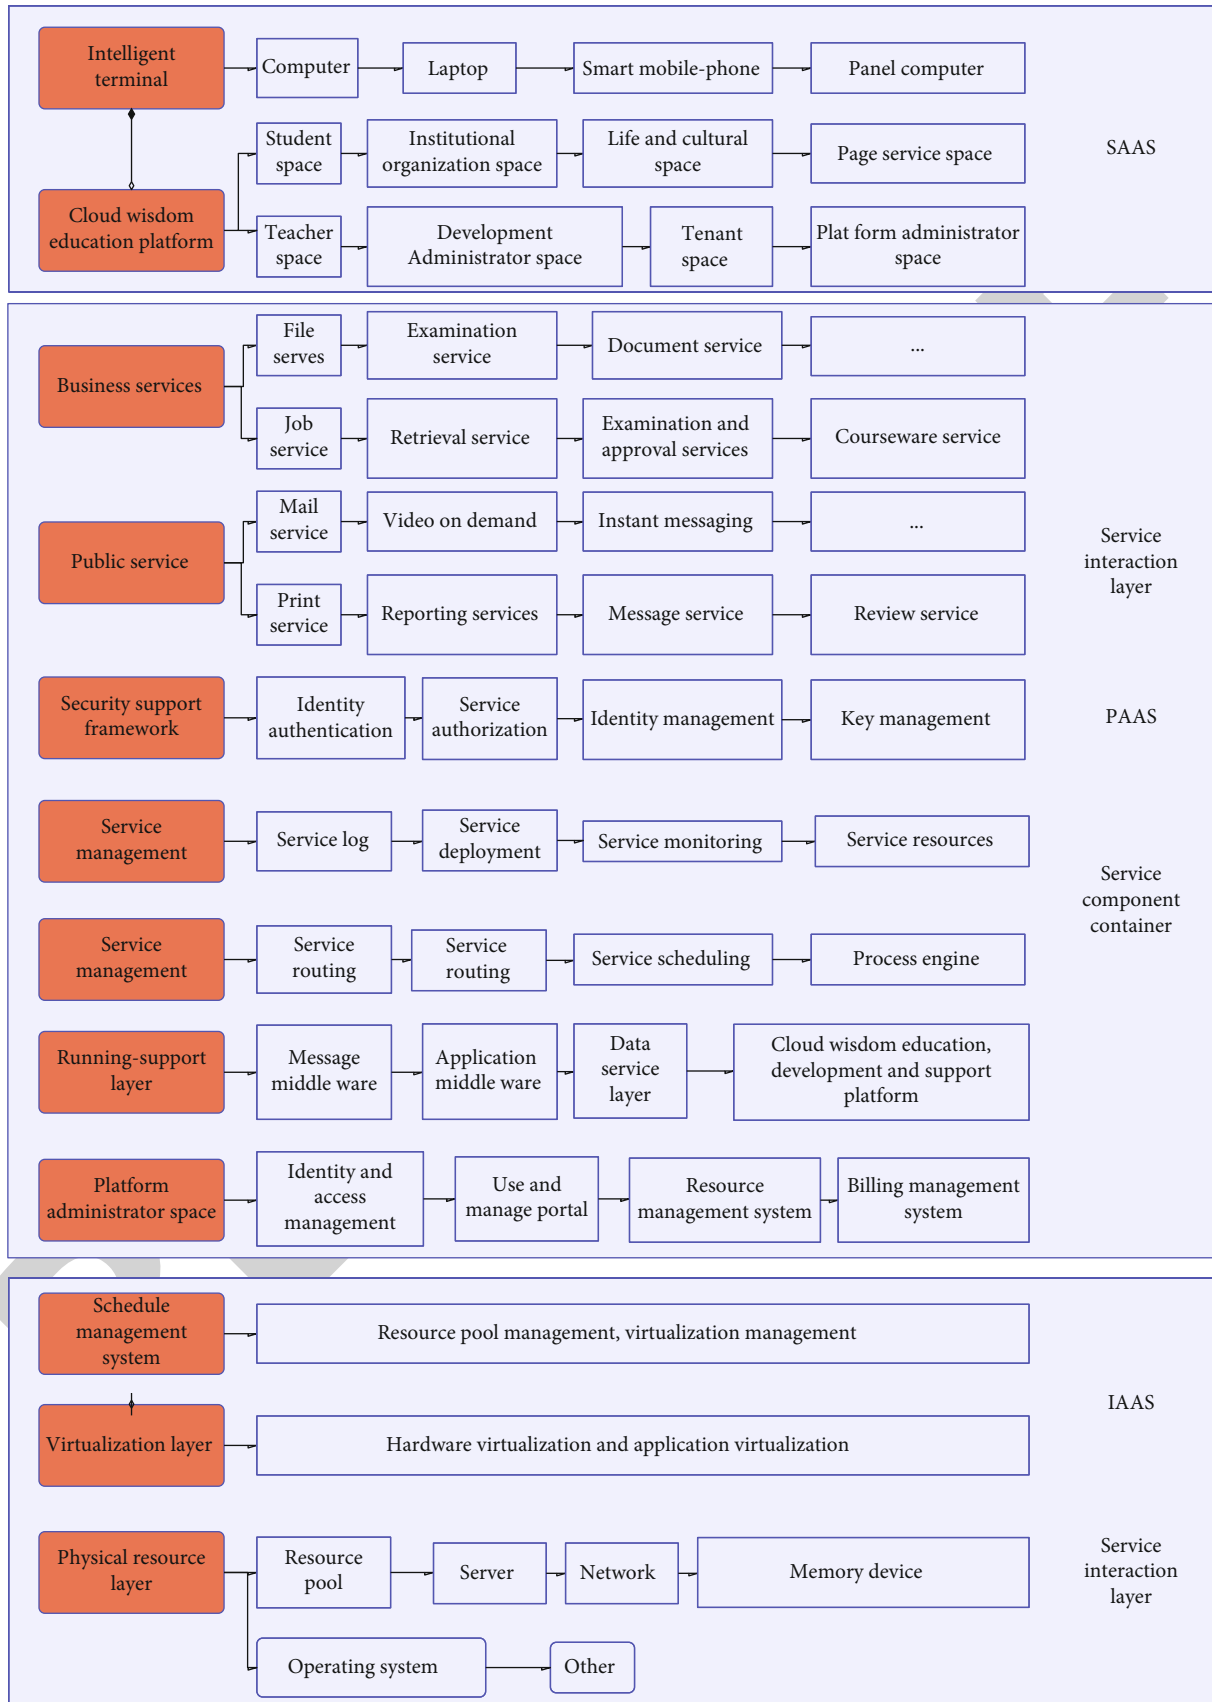 Intelligent
terminal
Computer
Laptop
Smart mobile-phone
Panel computer
Student
space
Institutional
organization space
Life and cultural
space
Page service space
SAAS
Cloud wisdom
education platform
Teacher
space
Development
Administrator space
Tenant
space
Plat form administrator
space
Business services
File
serves
Examination
service
Document service
...
Job
service
Retrieval service
Examination and
approval services
Courseware service
Public service
Mail
service
Video on demand
Instant messaging
...
Print
service
Reporting services
Message service
Review service
Service
interaction
layer
Security support
framework
Identity
authentication
Service
authorization
Identity management
Key management
PAAS
Service
management
Service log
Service
deployment
Service monitoring
Service resources
Service
component
container
Service
management
Service
routing
Service
routing
Service scheduling
Process engine
Running-support
layer
Message
middle ware
Application
middle ware
Data
service
layer
Cloud wisdom education,
development and support
platform
Platform
administrator space
Identity and
access
management
Use and
manage portal
Resource
management system
Billing management
system
Schedule
management
system
Resource pool management, virtualization management
IAAS
Virtualization layer
Hardware virtualization and application virtualization
Physical resource
layer
Resource
pool
Server
Network
Memory device
Service
interaction
layer
Operating system
Other